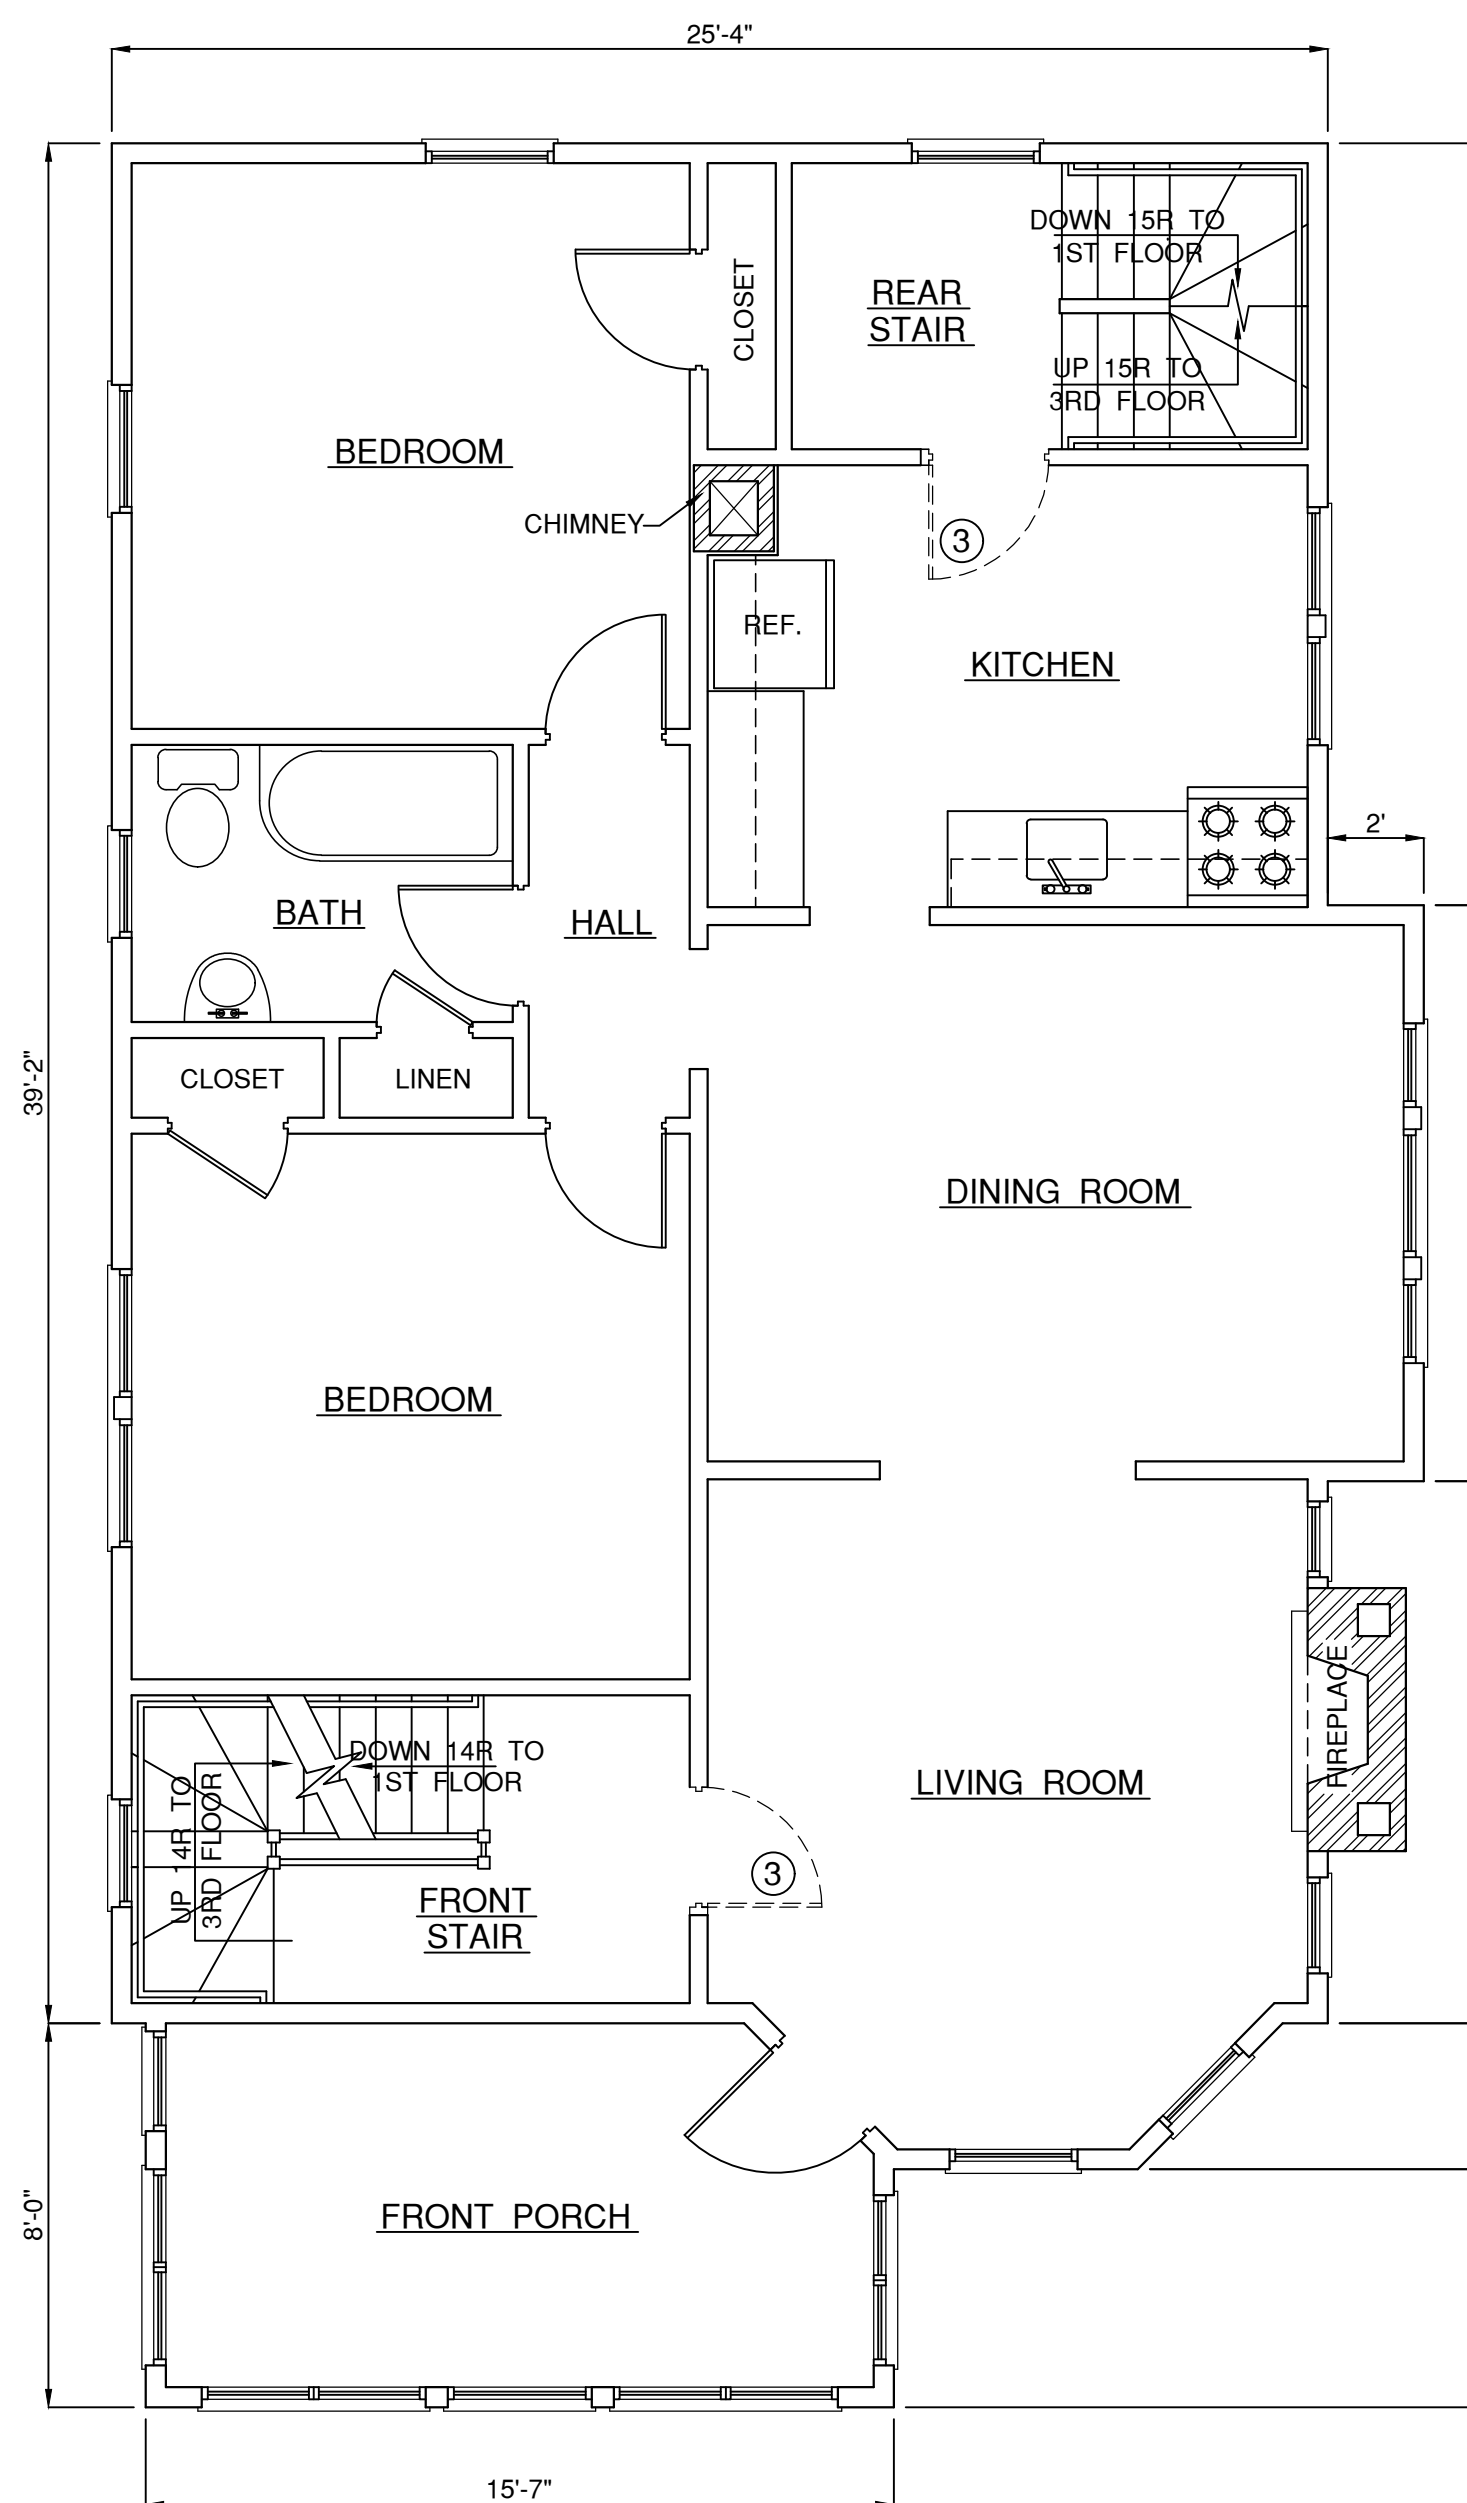 25'-4"
DOWN 15R TO
1ST FLOOR
REAR
STAIR
CLOSET
UP 15R TO
3RD FLOOR
BEDROOM
CHIMNEY
3
REF.
KITCHEN
2'
BATH
HALL
39'-2"
CLOSET
LINEN
DINING ROOM
BEDROOM
FIREPLACE
DOWN 14R TO
1ST FLOOR
LIVING ROOM
UP 14R TO
3RD FLOOR
3
FRONT
STAIR
8'-0"
FRONT PORCH
15'-7"